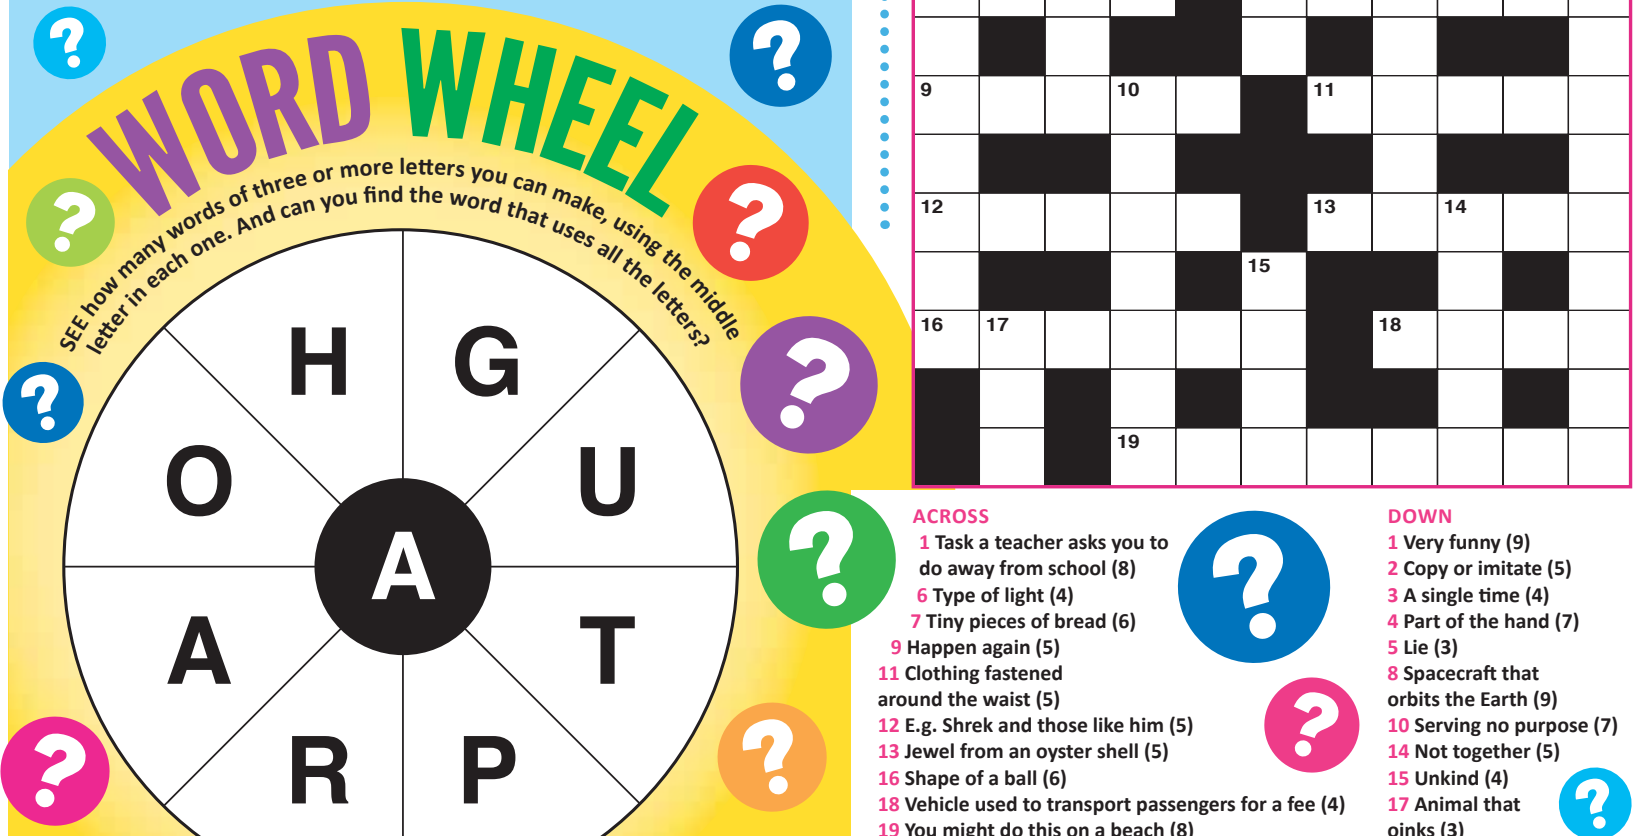 WORD WHEEL
SEE how many words of three or more letters you can make, using the middle
letter in each one. And can you find the word that uses all the letters?
H G
O U
A
A T
R P
9 10 11
12 13 14
15
16 17 18
19
ACROSS
1 Task a teacher asks you to
do away from school (8)
6 Type of light (4)
7 Tiny pieces of bread (6)
9 Happen again (5)
11 Clothing fastened
around the waist (5)
12 E.g. Shrek and those like him (5)
13 Jewel from an oyster shell (5)
16 Shape of a ball (6)
18 Vehicle used to transport passengers for a fee (4)
19 You might do this on a beach (8)
DOWN
1 Very funny (9)
2 Copy or imitate (5)
3 A single time (4)
4 Part of the hand (7)
5 Lie (3)
8 Spacecraft that
orbits the Earth (9)
10 Serving no purpose (7)
14 Not together (5)
15 Unkind (4)
17 Animal that
oinks (3)
? ? ? ? ? ? ? ? ? ? ? ? ?